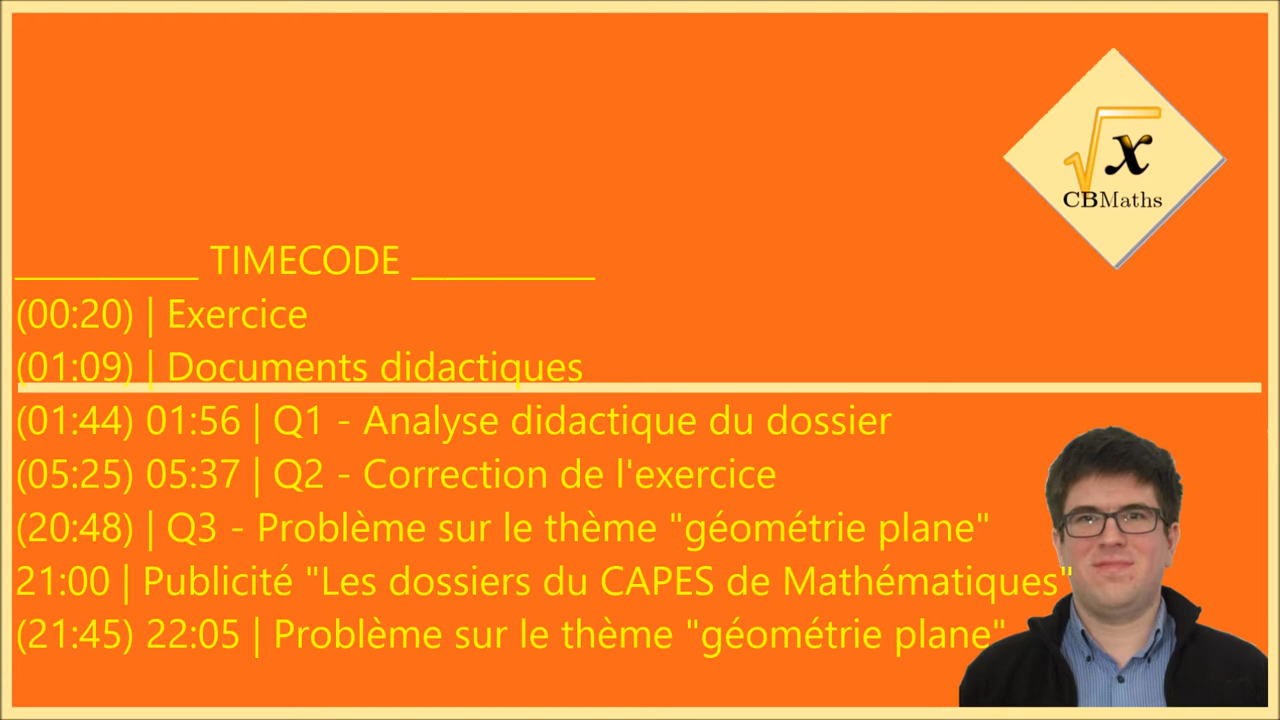 √x
CBMaths
__________ TIMECODE __________
(00:20) | Exercice
(01:09) | Documents didactiques
(01:44) 01:56 | Q1 - Analyse didactique du dossier
(05:25) 05:37 | Q2 - Correction de l'exercice
(20:48) | Q3 - Problème sur le thème "géométrie plane"
21:00 | Publicité "Les dossiers du CAPES de Mathématiques"
(21:45) 22:05 | Problème sur le thème "géométrie plane"